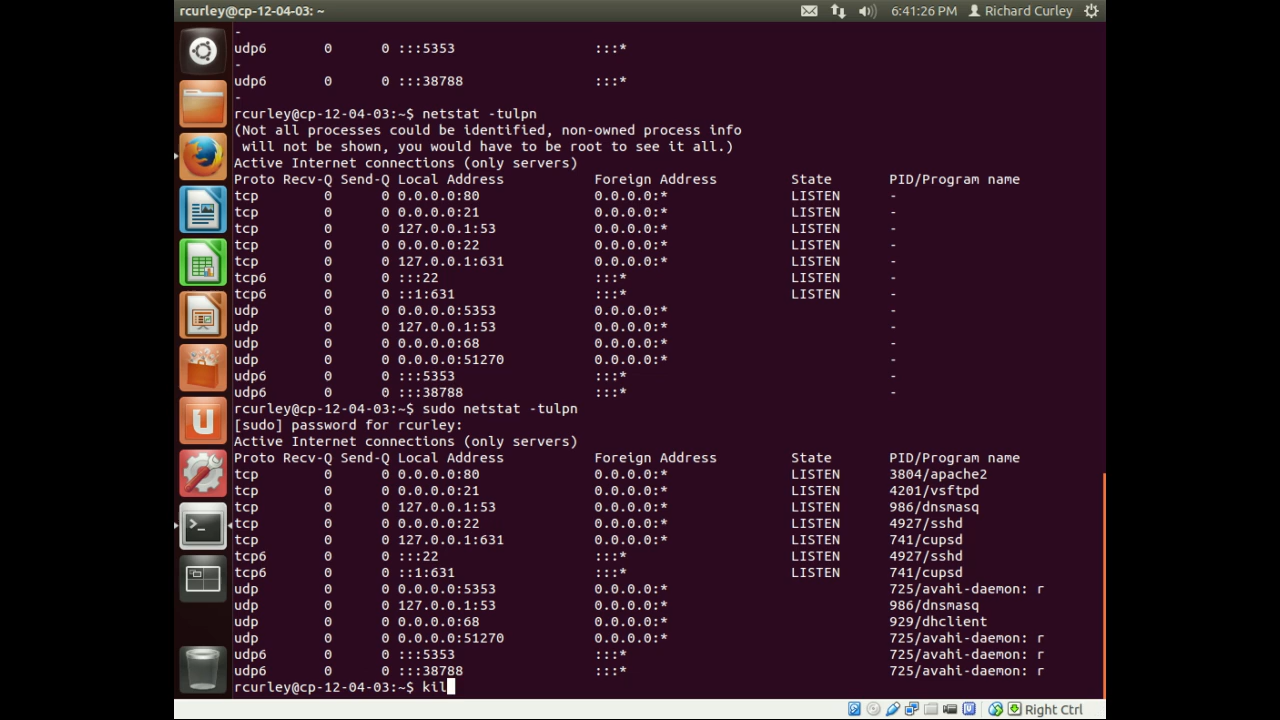 rcurley@cp-12-04-03: ~ 6:41:26 PM Richard Curley
-
udp6 0 0 :::5353 :::*
-
udp6 0 0 :::38788 :::*
-
rcurley@cp-12-04-03:~$ netstat -tulpn
(Not all processes could be identified, non-owned process info
will not be shown, you would have to be root to see it all.)
Active Internet connections (only servers)
Proto Recv-Q Send-Q Local Address Foreign Address State PID/Program name
tcp 0 0 0.0.0.0:80 0.0.0.0:* LISTEN -
tcp 0 0 0.0.0.0:21 0.0.0.0:* LISTEN -
tcp 0 0 127.0.0.1:53 0.0.0.0:* LISTEN -
tcp 0 0 0.0.0.0:22 0.0.0.0:* LISTEN -
tcp 0 0 127.0.0.1:631 0.0.0.0:* LISTEN -
tcp6 0 0 :::22 :::* LISTEN -
tcp6 0 0 ::1:631 :::* LISTEN -
udp 0 0 0.0.0.0:5353 0.0.0.0:* -
udp 0 0 127.0.0.1:53 0.0.0.0:* -
udp 0 0 0.0.0.0:68 0.0.0.0:* -
udp 0 0 0.0.0.0:51270 0.0.0.0:* -
udp6 0 0 :::5353 :::* -
udp6 0 0 :::38788 :::* -
rcurley@cp-12-04-03:~$ sudo netstat -tulpn
[sudo] password for rcurley:
Active Internet connections (only servers)
Proto Recv-Q Send-Q Local Address Foreign Address State PID/Program name
tcp 0 0 0.0.0.0:80 0.0.0.0:* LISTEN 3804/apache2
tcp 0 0 0.0.0.0:21 0.0.0.0:* LISTEN 4201/vsftpd
tcp 0 0 127.0.0.1:53 0.0.0.0:* LISTEN 986/dnsmasq
tcp 0 0 0.0.0.0:22 0.0.0.0:* LISTEN 4927/sshd
tcp 0 0 127.0.0.1:631 0.0.0.0:* LISTEN 741/cupsd
tcp6 0 0 :::22 :::* LISTEN 4927/sshd
tcp6 0 0 ::1:631 :::* LISTEN 741/cupsd
udp 0 0 0.0.0.0:5353 0.0.0.0:* 725/avahi-daemon: r
udp 0 0 127.0.0.1:53 0.0.0.0:* 986/dnsmasq
udp 0 0 0.0.0.0:68 0.0.0.0:* 929/dhclient
udp 0 0 0.0.0.0:51270 0.0.0.0:* 725/avahi-daemon: r
udp6 0 0 :::5353 :::* 725/avahi-daemon: r
udp6 0 0 :::38788 :::* 725/avahi-daemon: r
rcurley@cp-12-04-03:~$ kil
Right Ctrl